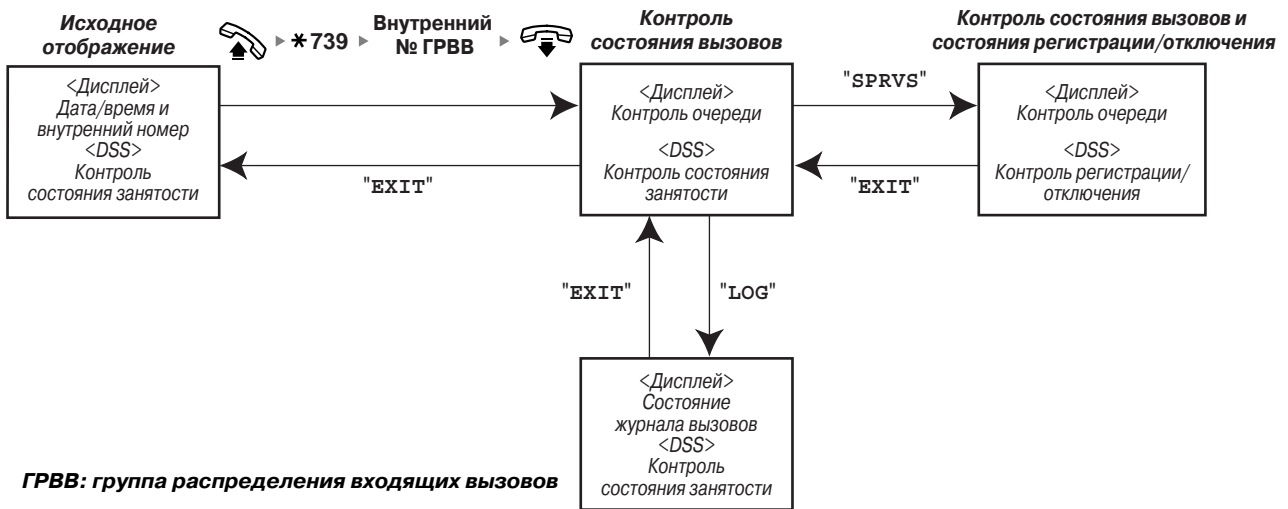 Исходное
отображение
✱739
Внутренний
№ ГРВВ
Контроль
состояния вызовов
Контроль состояния вызовов и
состояния регистрации/отключения
<Дисплей>
Дата/время и
внутренний номер
<DSS>
Контроль
состояния занятости
"EXIT"
<Дисплей>
Контроль очереди
<DSS>
Контроль состояния
занятости
"SPRVS"
"EXIT"
<Дисплей>
Контроль очереди
<DSS>
Контроль регистрации/
отключения
"EXIT"
"LOG"
<Дисплей>
Состояние
журнала вызовов
<DSS>
Контроль
состояния занятости
ГРВВ: группа распределения входящих вызовов